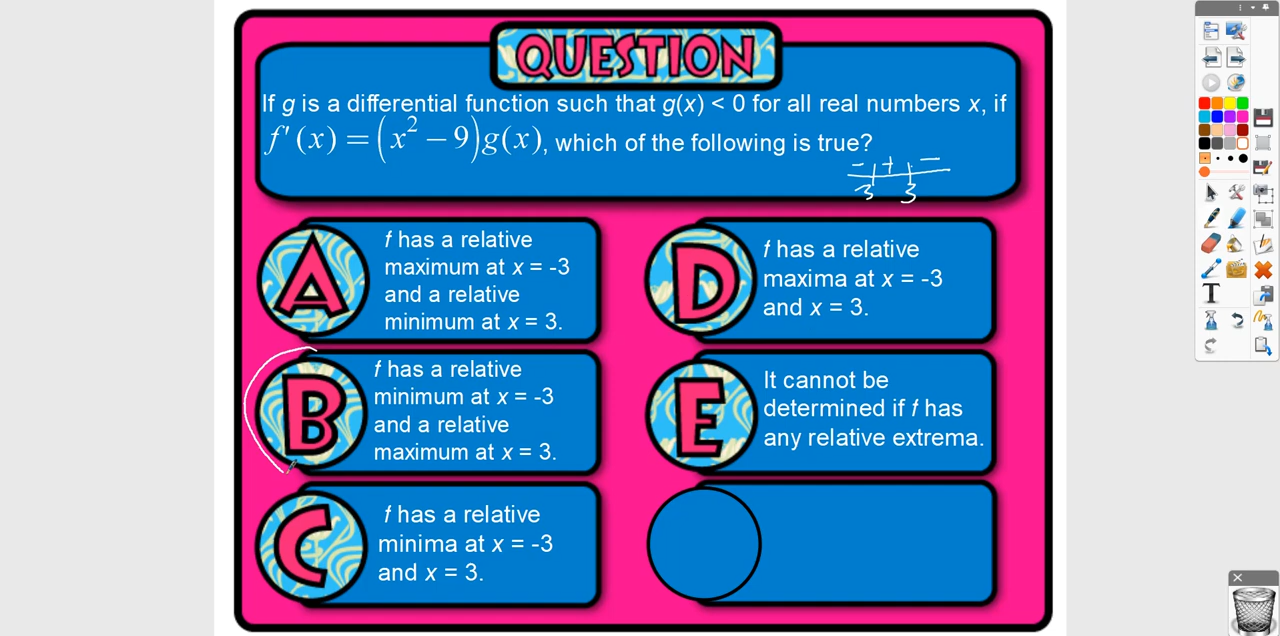 QUESTION
If g is a differential function such that g(x) < 0 for all real numbers x, if
f'(x) = (x² − 9)g(x), which of the following is true?
− + −
3 3
A
f has a relative
maximum at x = -3
and a relative
minimum at x = 3.
B
f has a relative
minimum at x = -3
and a relative
maximum at x = 3.
C
f has a relative
minima at x = -3
and x = 3.
D
f has a relative
maxima at x = -3
and x = 3.
E
It cannot be
determined if f has
any relative extrema.
T